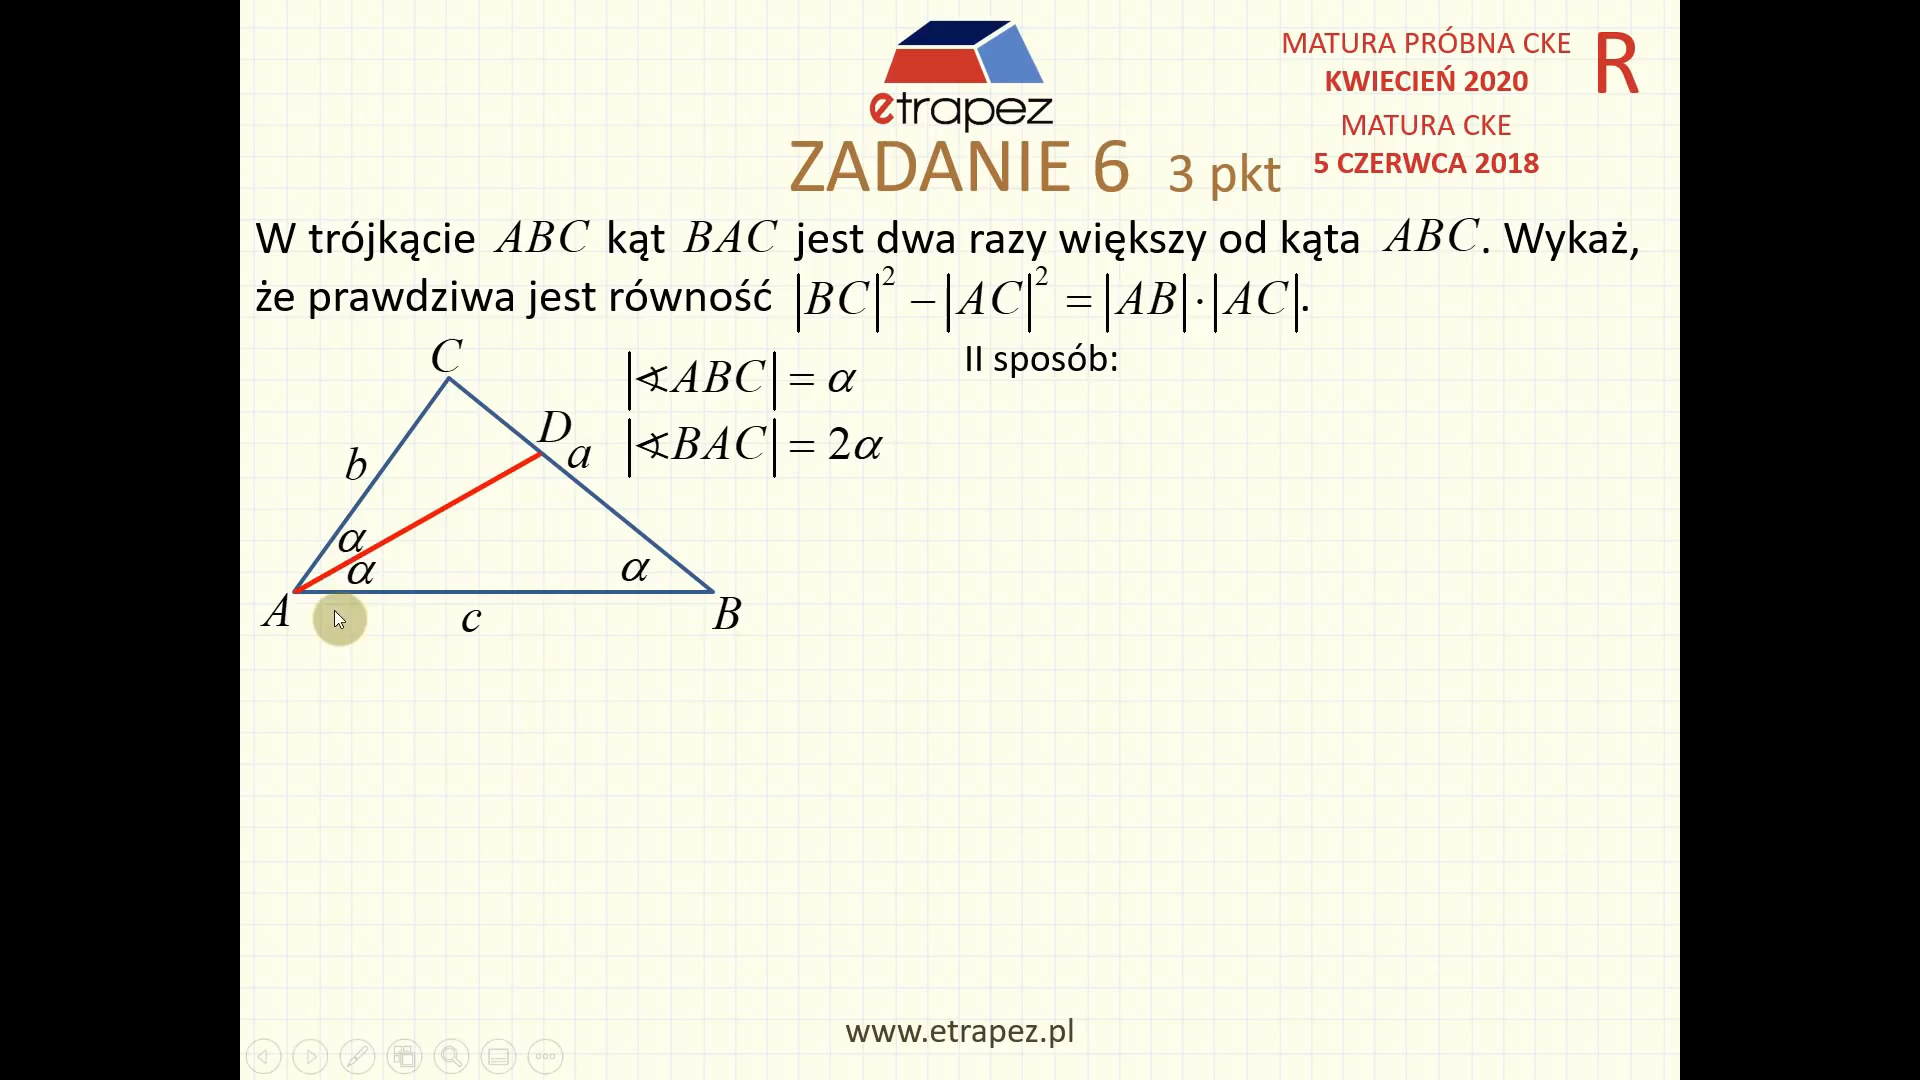 etrapez
MATURA PRÓBNA CKE
KWIECIEŃ 2020
R
MATURA CKE
5 CZERWCA 2018
ZADANIE 6 3 pkt
W trójkącie ABC kąt BAC jest dwa razy większy od kąta ABC. Wykaż,
że prawdziwa jest równość |BC|² − |AC|² = |AB|·|AC|.
II sposób:
|∢ABC| = α
|∢BAC| = 2α
C
D
a
b
α
α
α
A
c
B
www.etrapez.pl